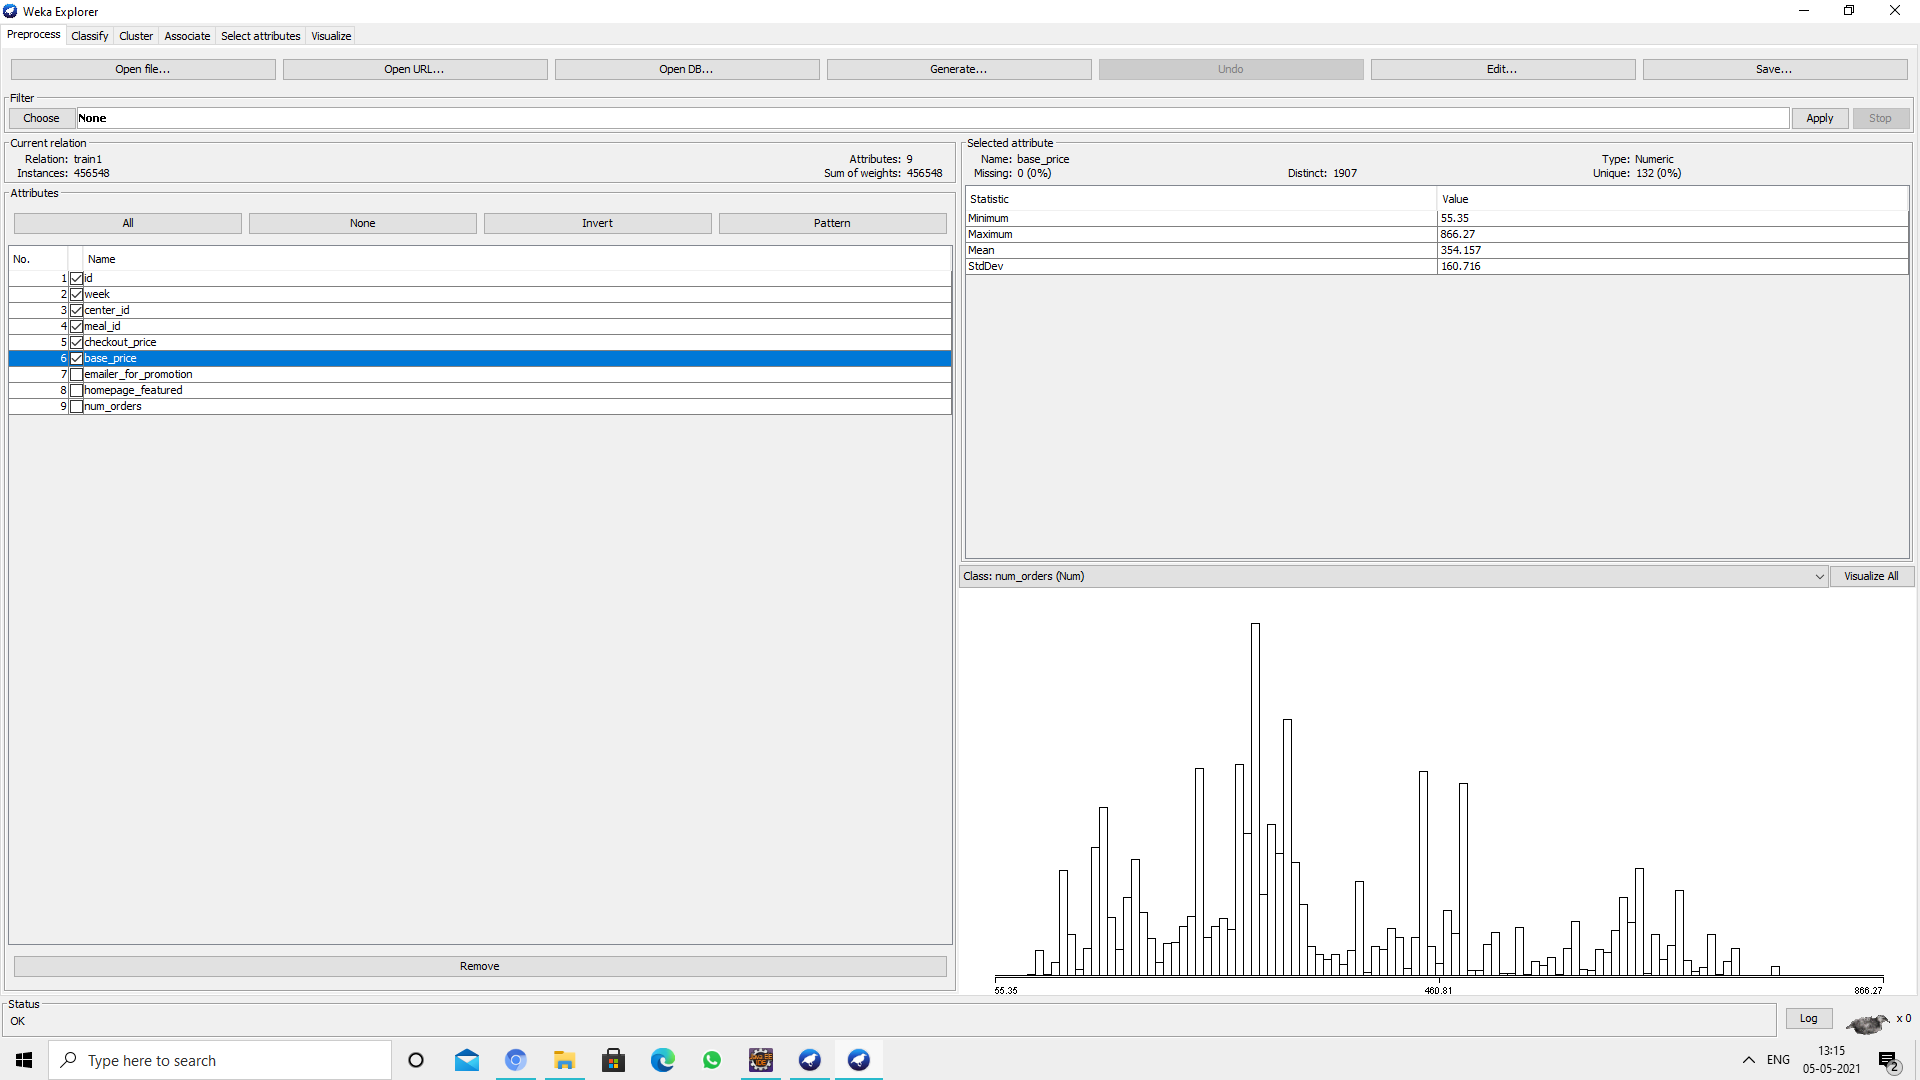 Weka Explorer
Preprocess Classify Cluster Associate Select attributes Visualize
Open file... Open URL... Open DB... Generate... Undo Edit... Save...
Filter
Choose None Apply Stop
Current relation
Relation: train1 Attributes: 9
Instances: 456548 Sum of weights: 456548
Attributes
All None Invert Pattern
No. Name
1 id
2 week
3 center_id
4 meal_id
5 checkout_price
6 base_price
7 emailer_for_promotion
8 homepage_featured
9 num_orders
Remove
Selected attribute
Name: base_price Type: Numeric
Missing: 0 (0%) Distinct: 1907 Unique: 132 (0%)
Statistic Value
Minimum 55.35
Maximum 866.27
Mean 354.157
StdDev 160.716
Class: num_orders (Num) Visualize All
55.35 460.81 866.27
Status
OK
Log x 0
Type here to search
ENG
13:15
05-05-2021
2